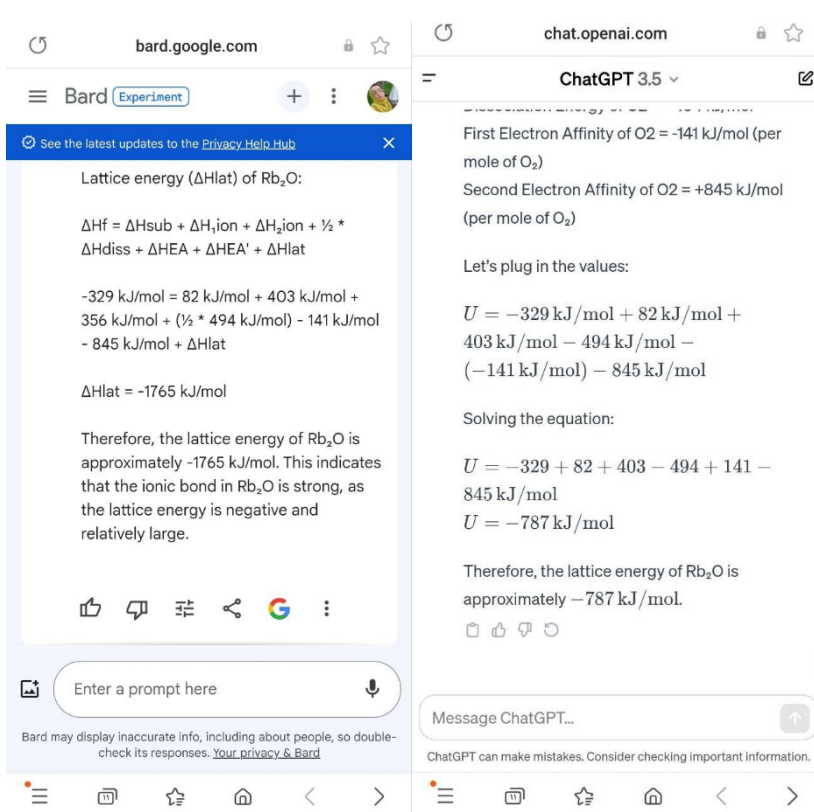 bard.google.com
Bard Experiment
See the latest updates to the Privacy Help Hub
Lattice energy (ΔHlat) of Rb₂O:
ΔHf = ΔHsub + ΔH₁ion + ΔH₂ion + ½ *
ΔHdiss + ΔHEA + ΔHEA' + ΔHlat
-329 kJ/mol = 82 kJ/mol + 403 kJ/mol +
356 kJ/mol + (½ * 494 kJ/mol) - 141 kJ/mol
- 845 kJ/mol + ΔHlat
ΔHlat = -1765 kJ/mol
Therefore, the lattice energy of Rb₂O is
approximately -1765 kJ/mol. This indicates
that the ionic bond in Rb₂O is strong, as
the lattice energy is negative and
relatively large.
Enter a prompt here
Bard may display inaccurate info, including about people, so double-
check its responses. Your privacy & Bard
11
chat.openai.com
ChatGPT 3.5
First Electron Affinity of O2 = -141 kJ/mol (per
mole of O₂)
Second Electron Affinity of O2 = +845 kJ/mol
(per mole of O₂)
Let's plug in the values:
U = −329 kJ/mol + 82 kJ/mol +
403 kJ/mol − 494 kJ/mol −
(−141 kJ/mol) − 845 kJ/mol
Solving the equation:
U = −329 + 82 + 403 − 494 + 141 −
845 kJ/mol
U = −787 kJ/mol
Therefore, the lattice energy of Rb₂O is
approximately −787 kJ/mol.
Message ChatGPT...
ChatGPT can make mistakes. Consider checking important information.
11